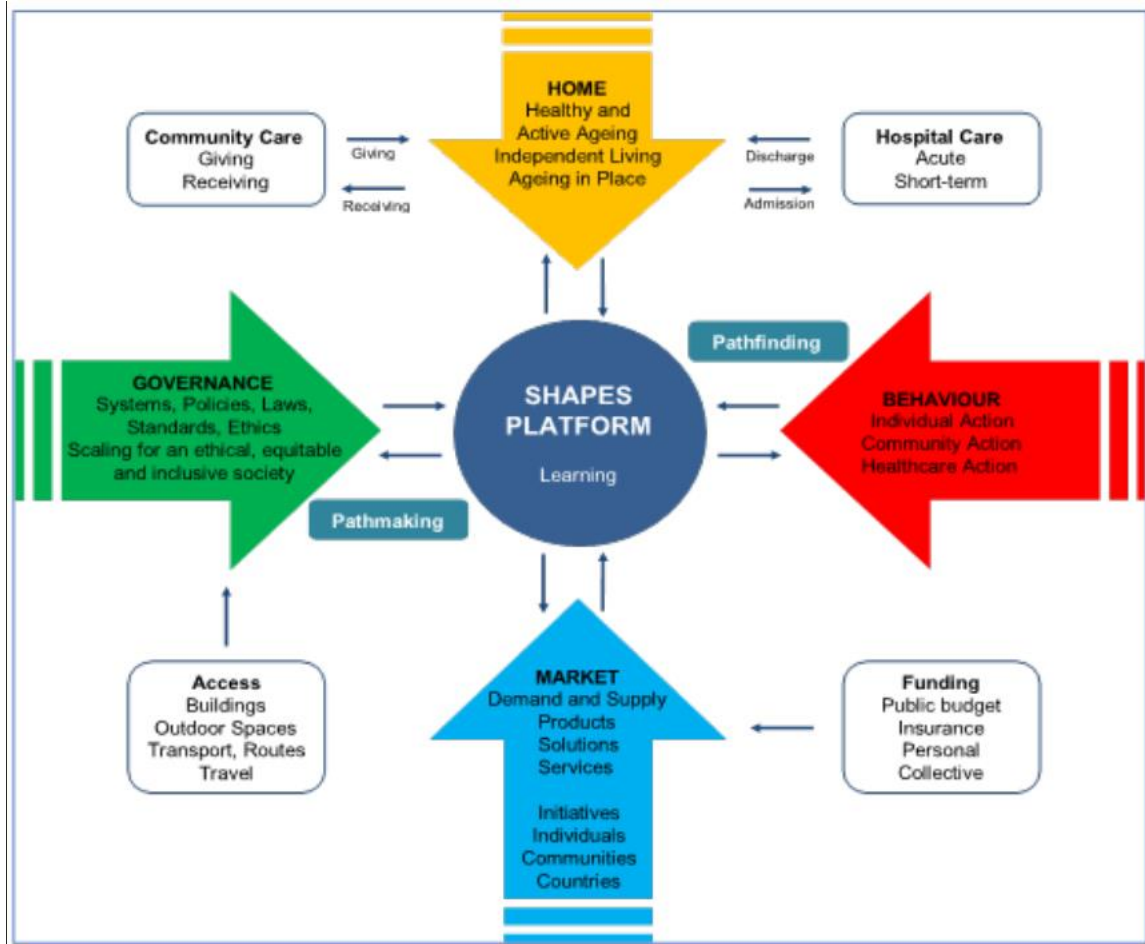 HOME
Healthy and
Active Ageing
Independent Living
Ageing in Place
Community Care
Giving
Receiving
Giving
Receiving
Discharge
Admission
Hospital Care
Acute
Short-term
Pathfinding
GOVERNANCE
Systems, Policies, Laws,
Standards, Ethics
Scaling for an ethical, equitable
and inclusive society
SHAPES
PLATFORM
Learning
BEHAVIOUR
Individual Action
Community Action
Healthcare Action
Pathmaking
Access
Buildings
Outdoor Spaces
Transport, Routes
Travel
MARKET
Demand and Supply
Products
Solutions
Services
Initiatives
Individuals
Communities
Countries
Funding
Public budget
Insurance
Personal
Collective